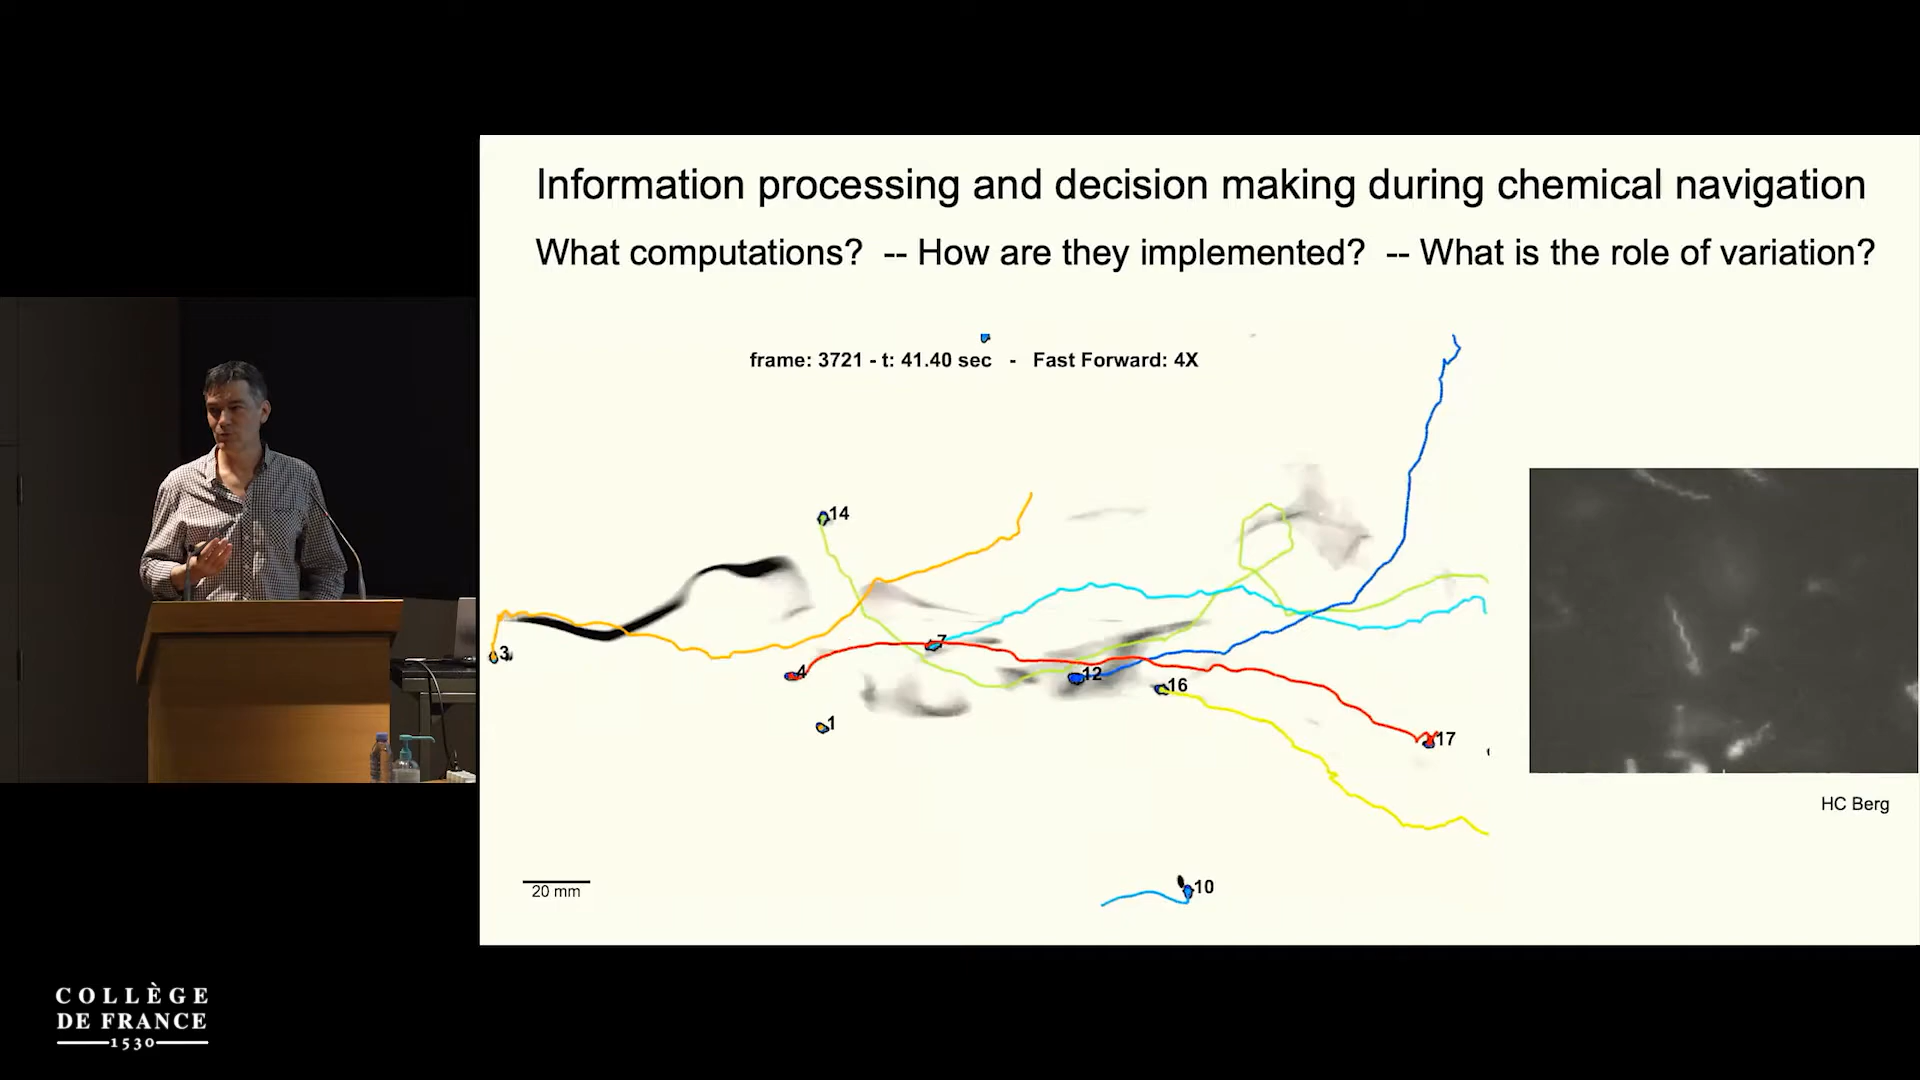 Information processing and decision making during chemical navigation
What computations? -- How are they implemented? -- What is the role of variation?
frame: 3721 - t: 41.40 sec - Fast Forward: 4X
14
3
7
4
12
16
1
17
10
20 mm
HC Berg
COLLÈGE
DE FRANCE
1530